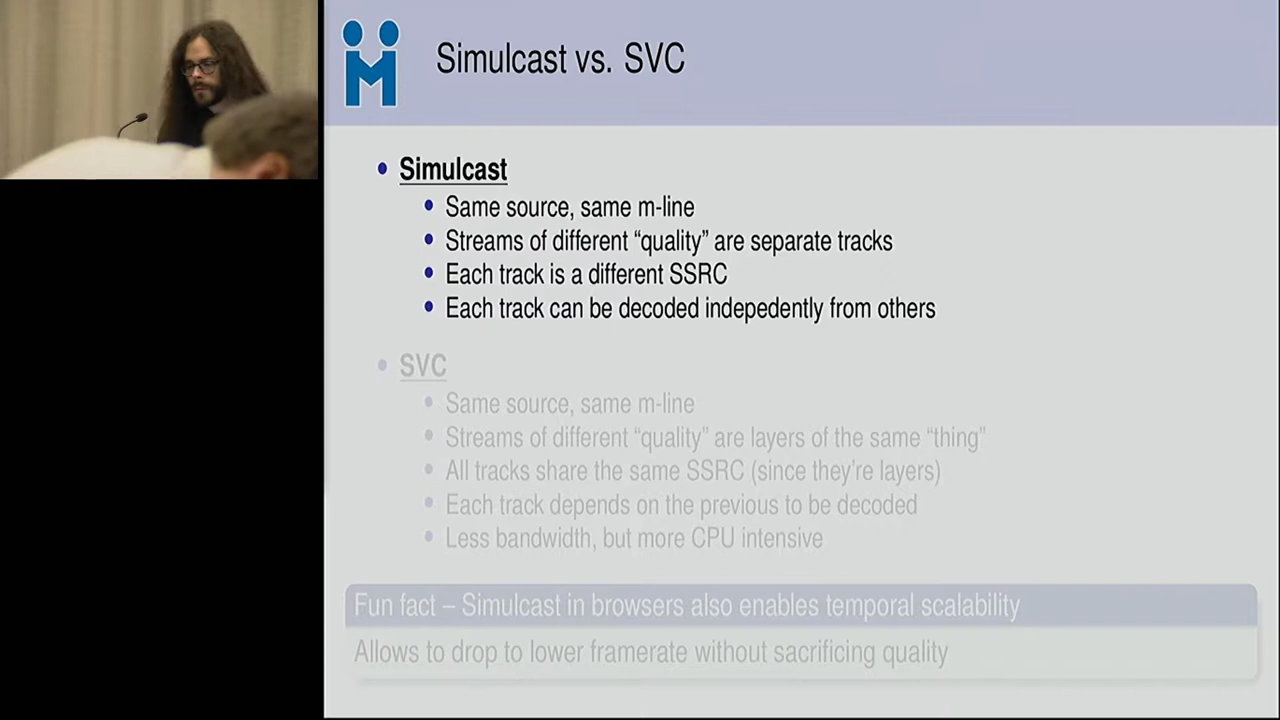 Simulcast vs. SVC
Simulcast
Same source, same m-line
Streams of different “quality” are separate tracks
Each track is a different SSRC
Each track can be decoded indepedently from others
SVC
Same source, same m-line
Streams of different “quality” are layers of the same “thing”
All tracks share the same SSRC (since they're layers)
Each track depends on the previous to be decoded
Less bandwidth, but more CPU intensive
Fun fact – Simulcast in browsers also enables temporal scalability
Allows to drop to lower framerate without sacrificing quality